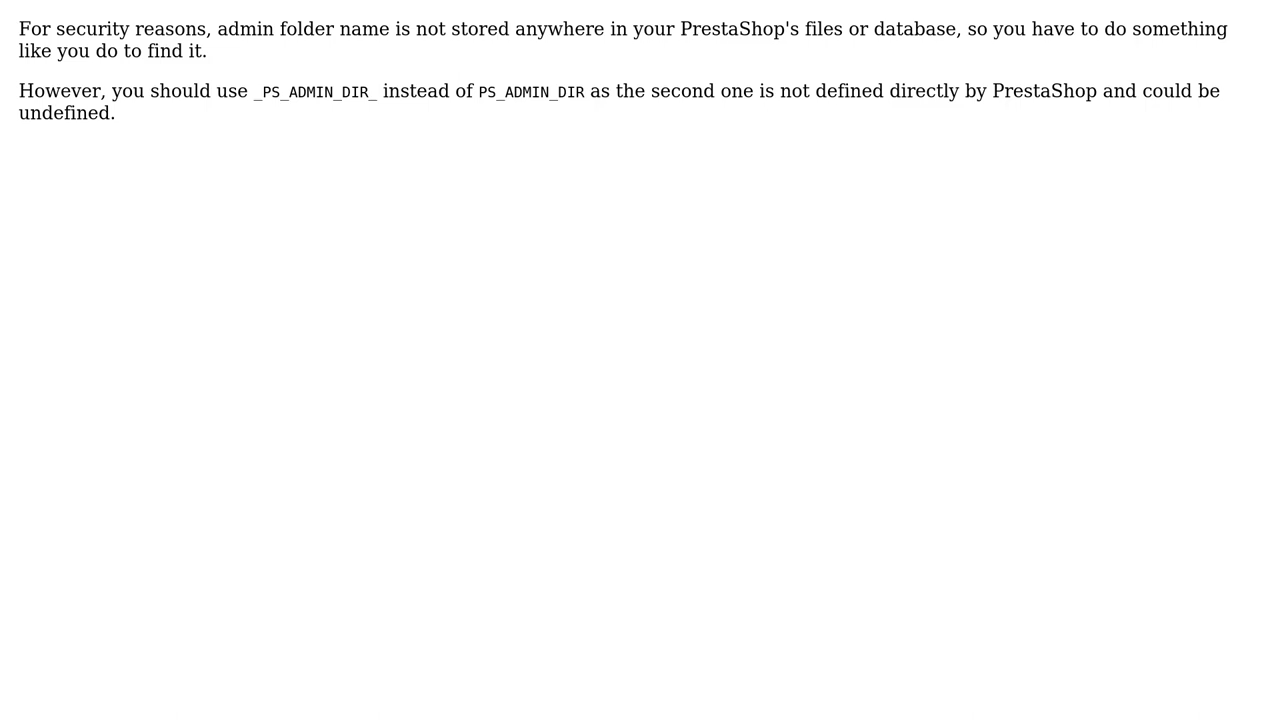 For security reasons, admin folder name is not stored anywhere in your PrestaShop's files or database, so you have to do something
like you do to find it.
However, you should use _PS_ADMIN_DIR_ instead of PS_ADMIN_DIR as the second one is not defined directly by PrestaShop and could be
undefined.